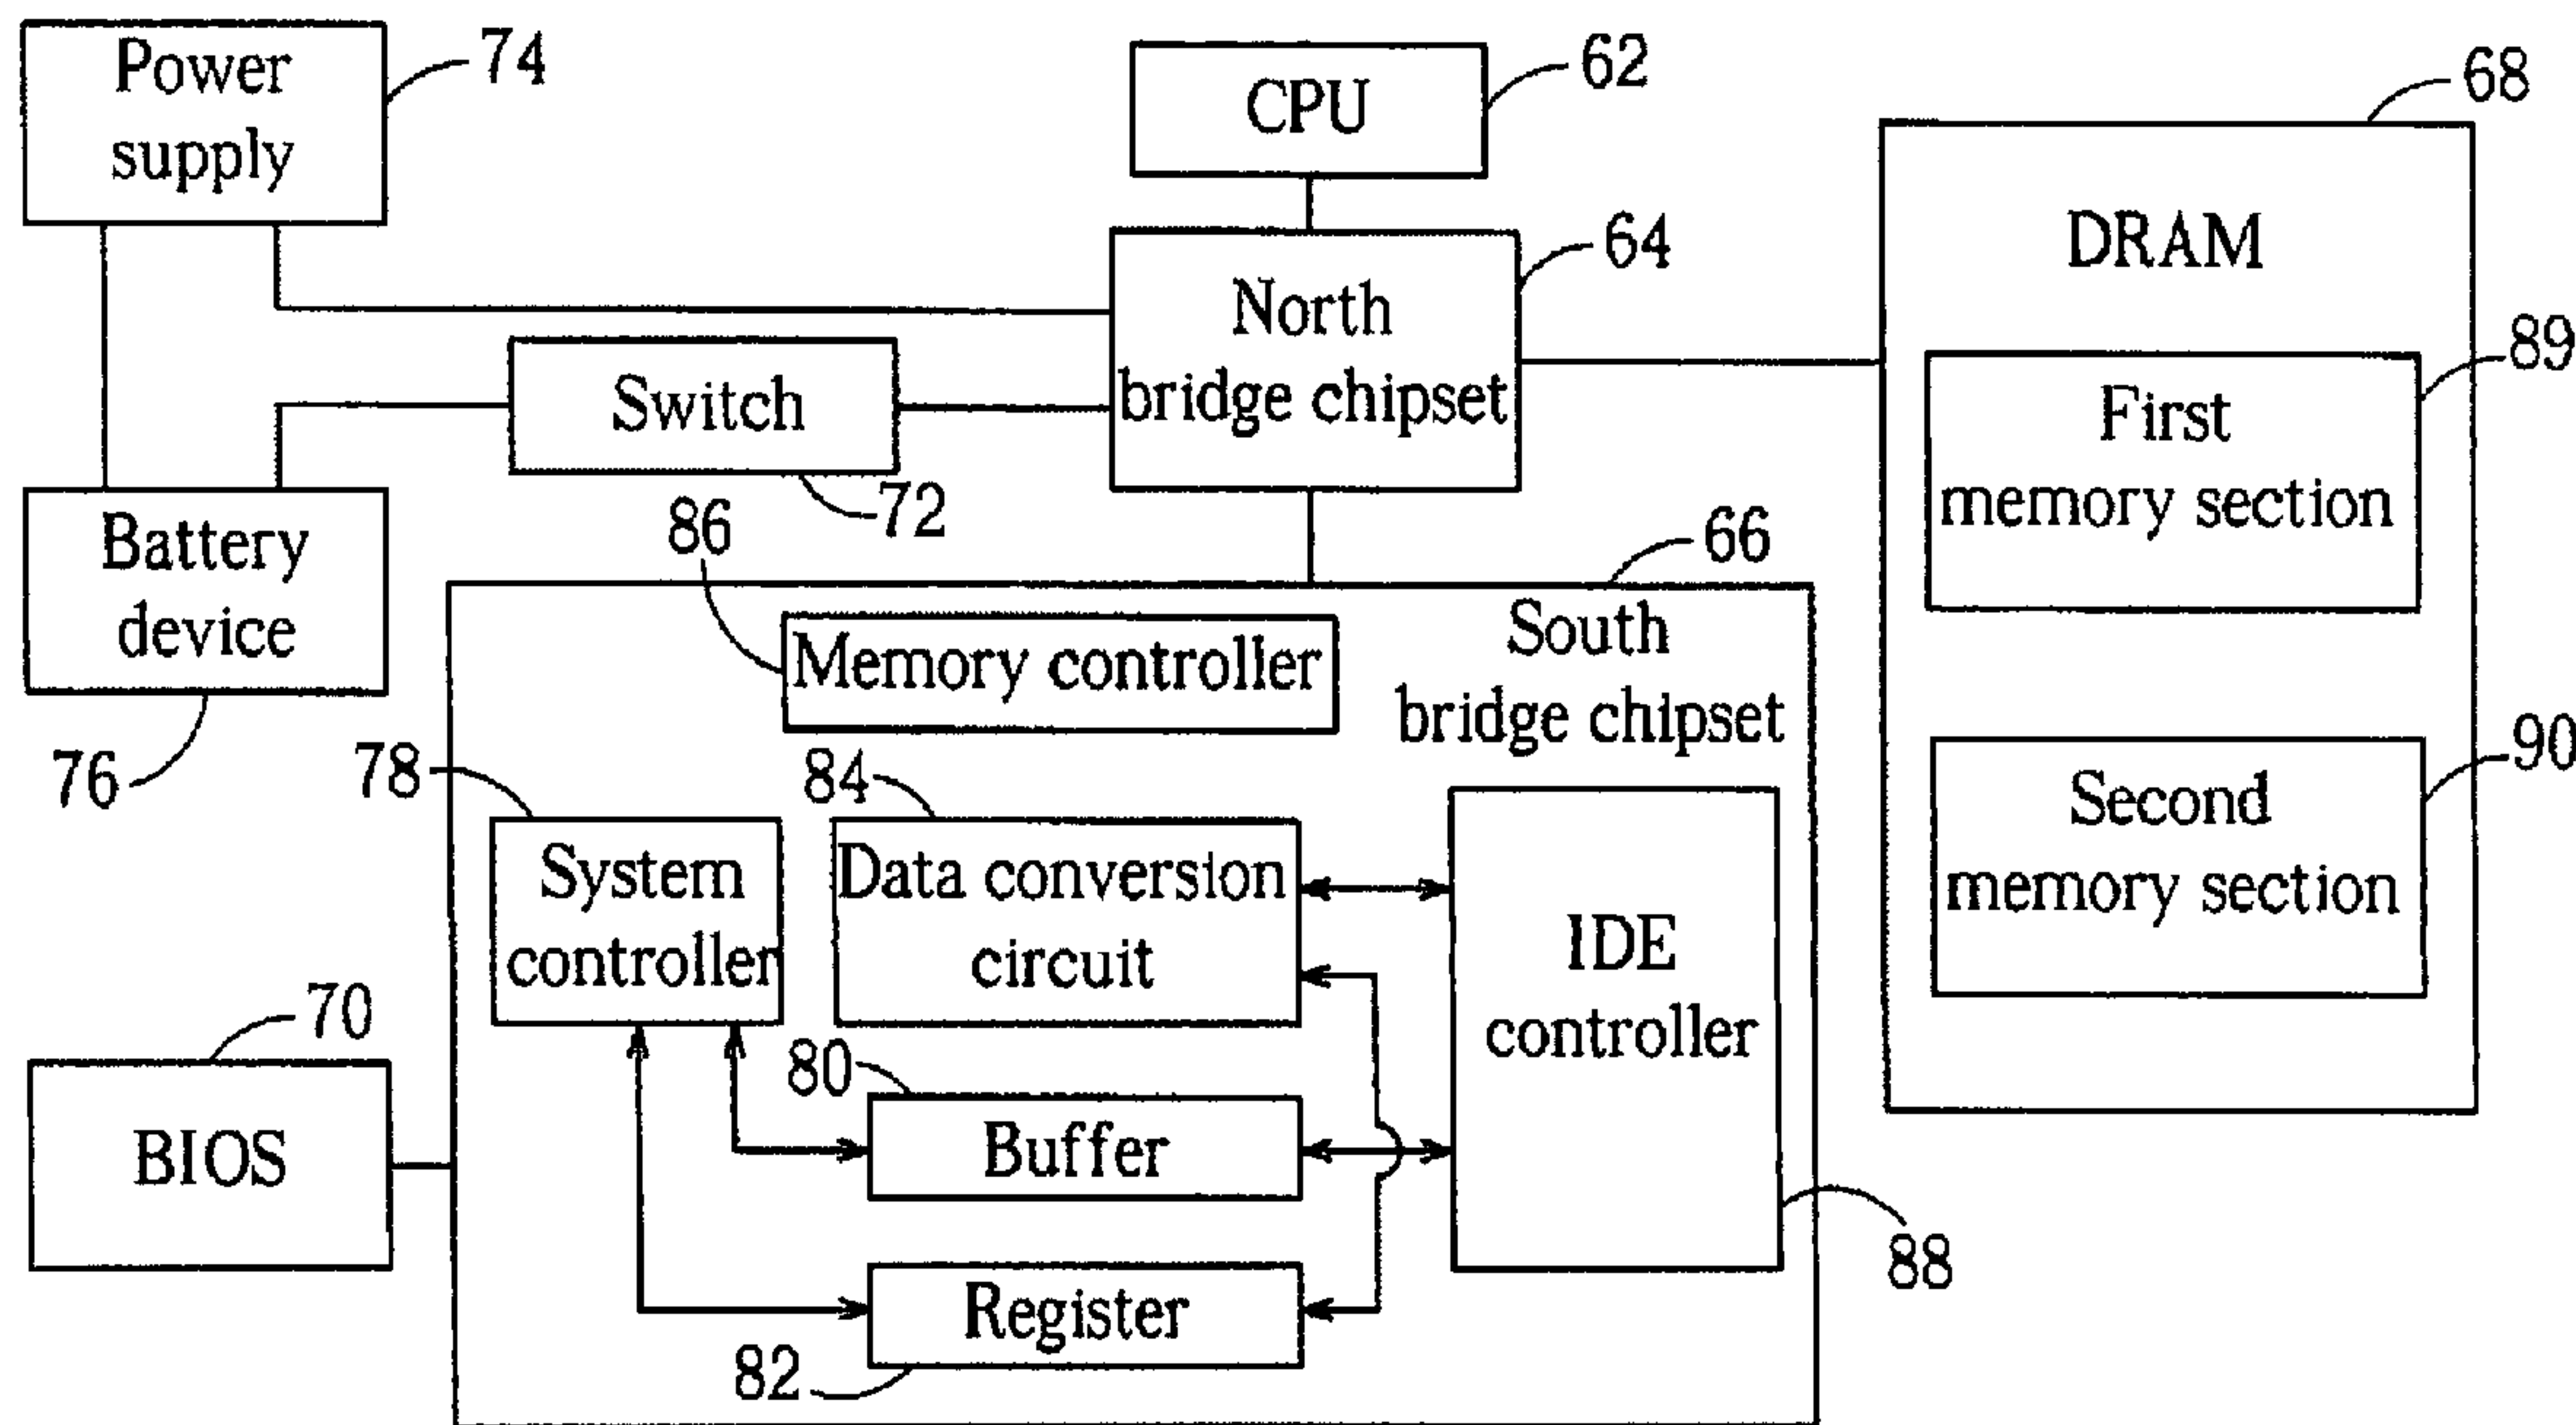 Power
supply
74
CPU
62
68
North
bridge chipset
64
DRAM
Switch
72
First
memory section
89
Battery
device
76
86
66
Memory controller
South
bridge chipset
Second
memory section
90
78
System
controller
84
Data conversion
circuit
IDE
controller
88
70
BIOS
80
Buffer
Register
82